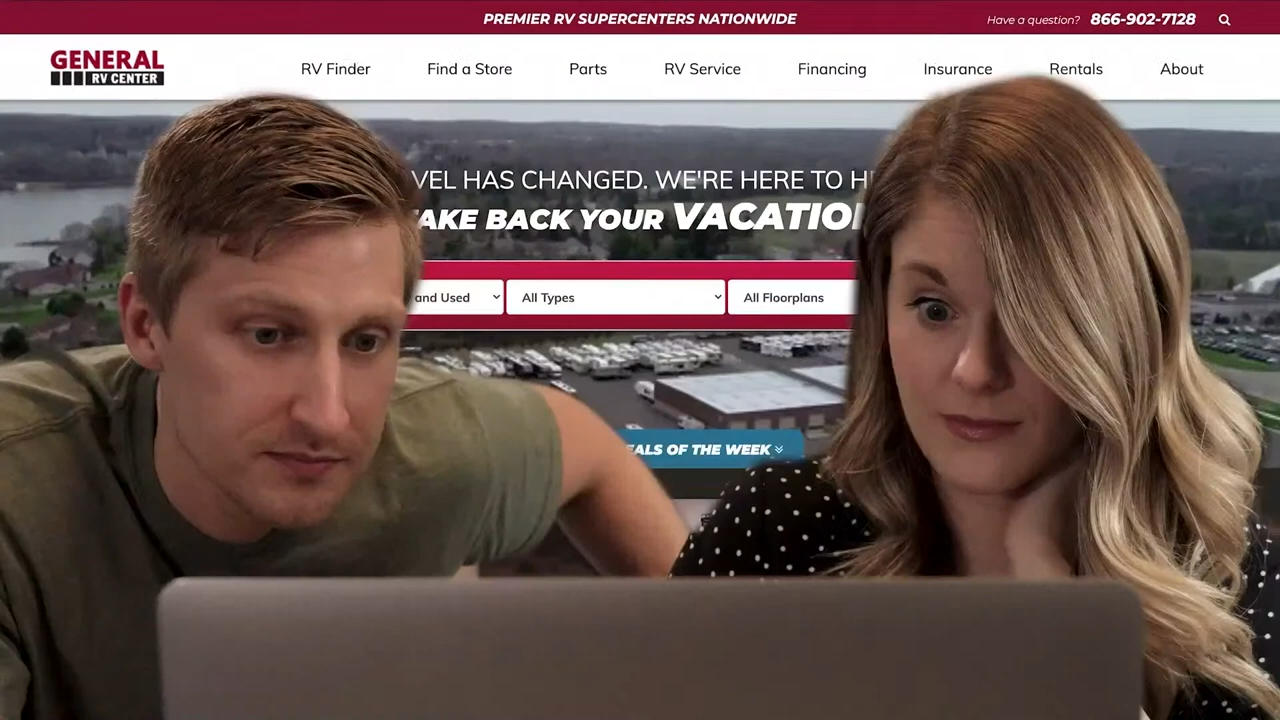 PREMIER RV SUPERCENTERS NATIONWIDE
Have a question? 866-902-7128
GENERAL
RV CENTER
RV Finder Find a Store Parts RV Service Financing Insurance Rentals About
VEL HAS CHANGED. WE'RE HERE TO H
AKE BACK YOUR VACATION
and Used All Types All Floorplans
EALS OF THE WEEK